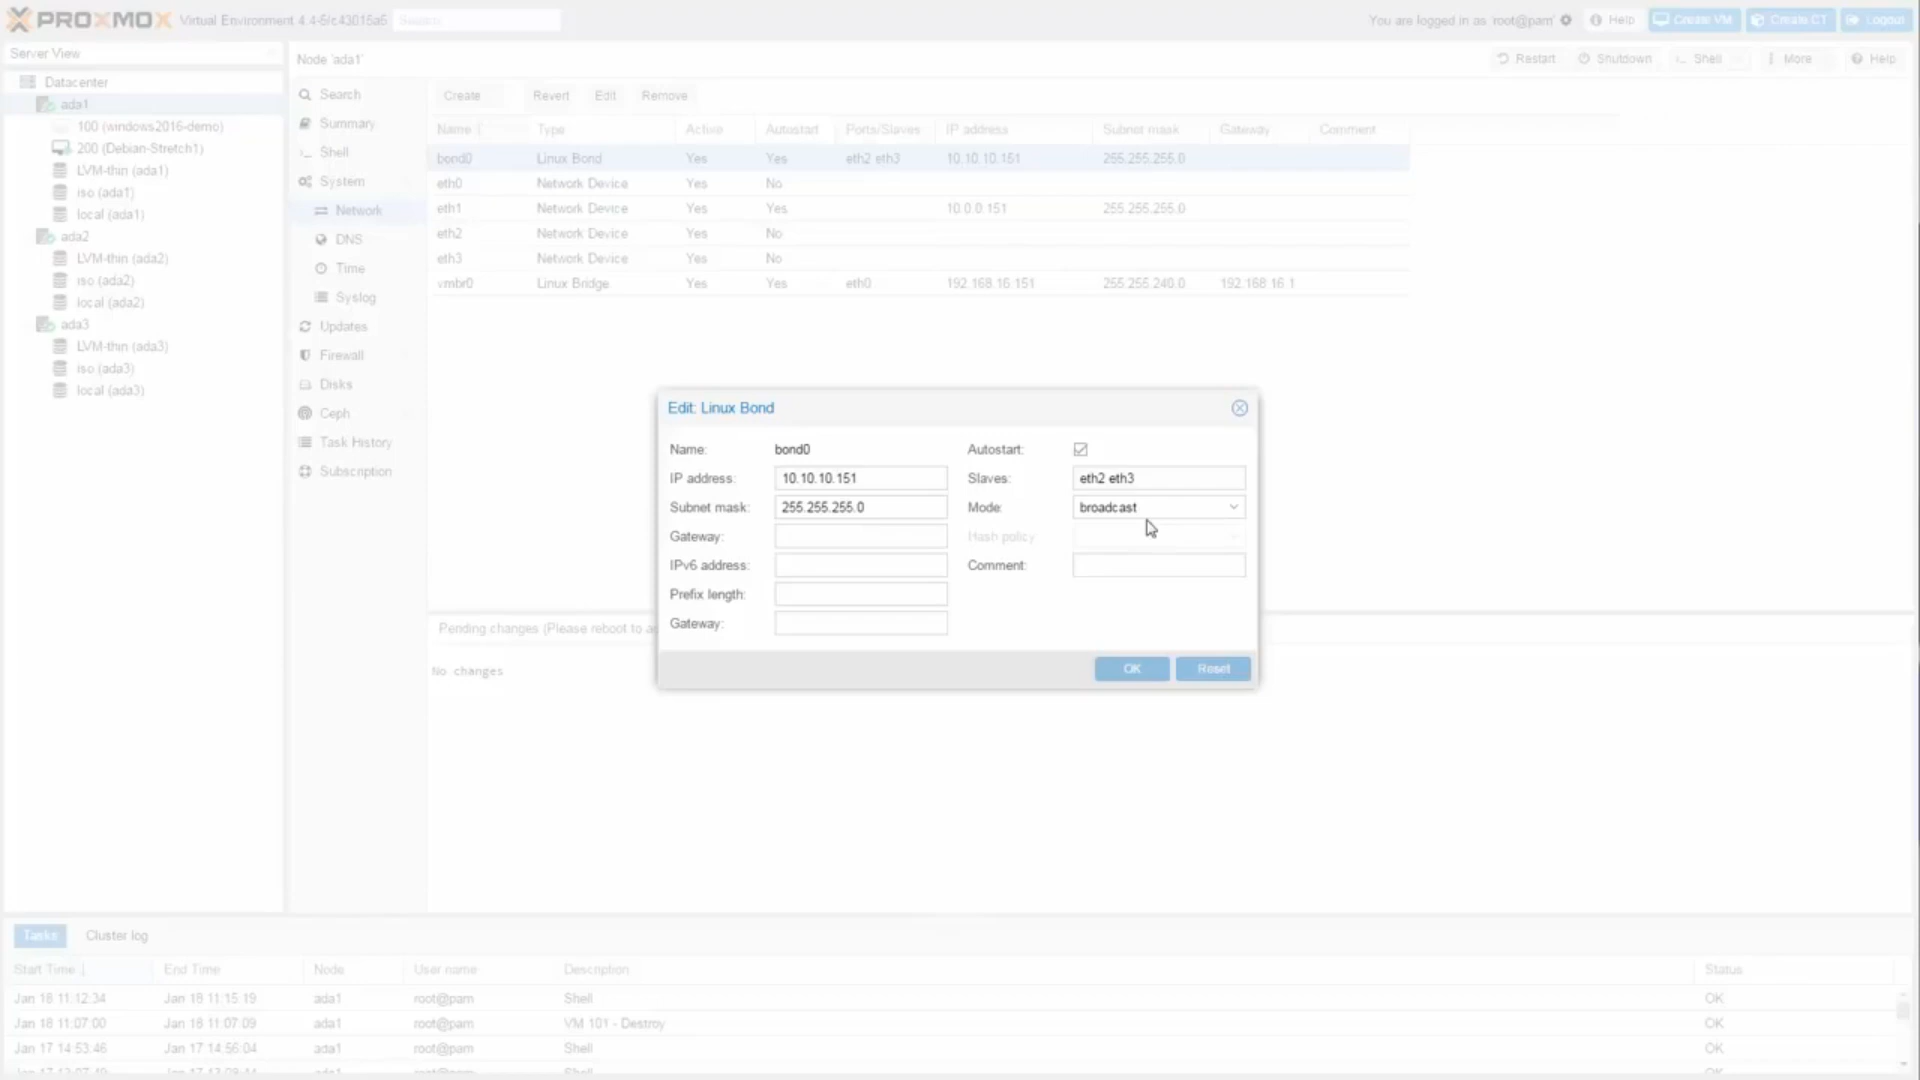 PROXMOX Virtual Environment 4.4-5/c43015a5 Search You are logged in as 'root@pam' Help Create VM Create CT Logout
Server View
Datacenter
ada1
100 (windows2016-demo)
200 (Debian-Stretch1)
LVM-thin (ada1)
iso (ada1)
local (ada1)
ada2
LVM-thin (ada2)
iso (ada2)
local (ada2)
ada3
LVM-thin (ada3)
iso (ada3)
local (ada3)
Node 'ada1' Restart Shutdown Shell More Help
Search
Summary
Shell
System
Network
DNS
Time
Syslog
Updates
Firewall
Disks
Ceph
Task History
Subscription
Create Revert Edit Remove
Name Type Active Autostart Ports/Slaves IP address Subnet mask Gateway Comment
bond0 Linux Bond Yes Yes eth2 eth3 10.10.10.151 255.255.255.0
eth0 Network Device Yes No
eth1 Network Device Yes Yes 10.0.0.151 255.255.255.0
eth2 Network Device Yes No
eth3 Network Device Yes No
vmbr0 Linux Bridge Yes Yes eth0 192.168.16.151 255.255.240.0 192.168.16.1
Edit: Linux Bond
Name: bond0 Autostart:
IP address: 10.10.10.151 Slaves: eth2 eth3
Subnet mask: 255.255.255.0 Mode: broadcast
Gateway: Hash policy
IPv6 address: Comment:
Prefix length:
Gateway:
OK Reset
Pending changes (Please reboot to
No changes
Tasks Cluster log
Start Time End Time Node User name Description Status
Jan 18 11:12:34 Jan 18 11:15:19 ada1 root@pam Shell OK
Jan 18 11:07:00 Jan 18 11:07:09 ada1 root@pam VM 101 - Destroy OK
Jan 17 14:53:46 Jan 17 14:56:04 ada1 root@pam Shell OK